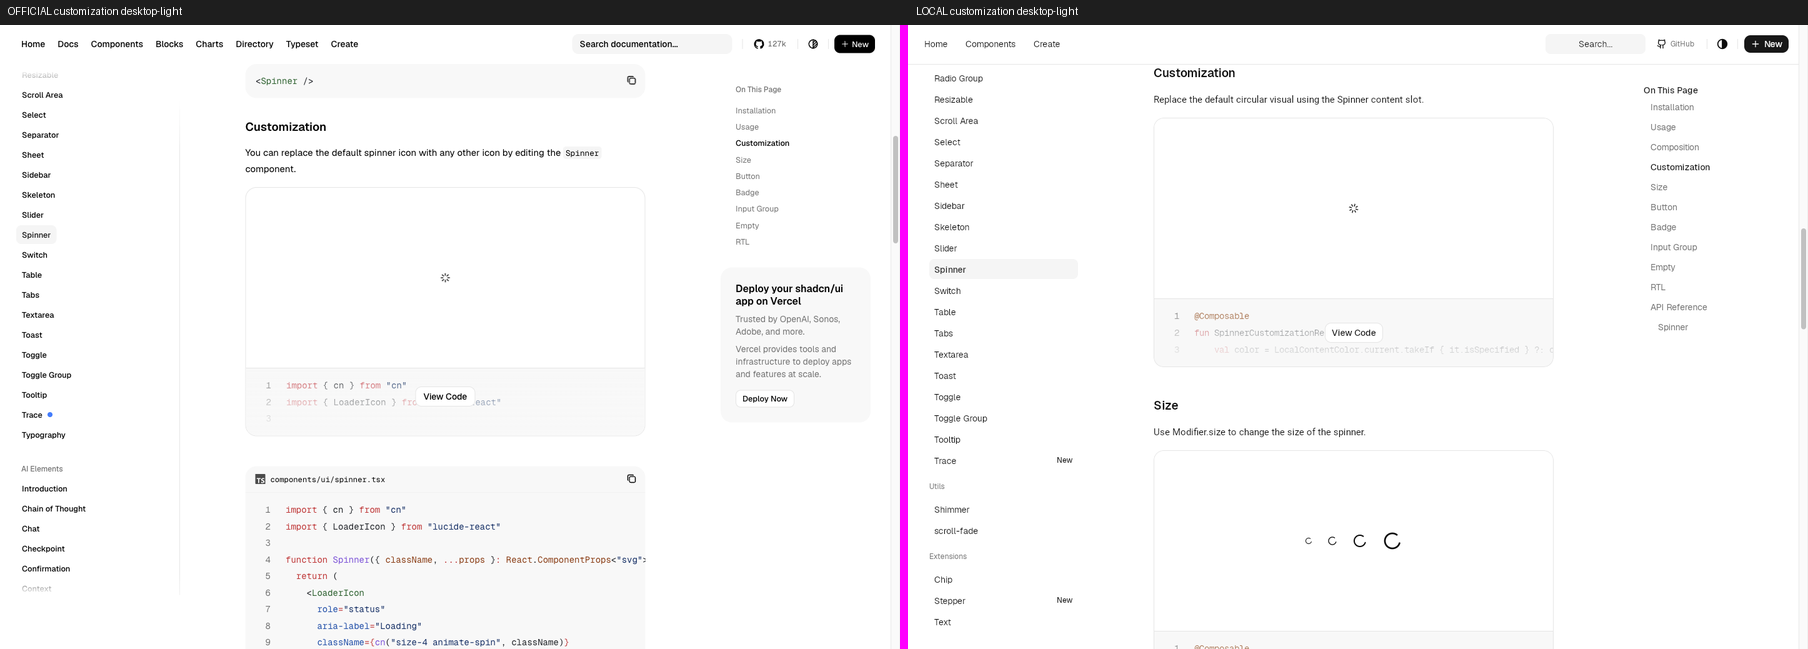 OFFICIAL customization desktop-light
Home Docs Components Blocks Charts Directory Typeset Create
Search documentation...
127k
+ New
Resizable
Scroll Area
Select
Separator
Sheet
Sidebar
Skeleton
Slider
Spinner
Switch
Table
Tabs
Textarea
Toast
Toggle
Toggle Group
Tooltip
Trace
Typography
AI Elements
Introduction
Chain of Thought
Chat
Checkpoint
Confirmation
Context
<Spinner />
Customization
You can replace the default spinner icon with any other icon by editing the Spinner
component.
1 import { cn } from "cn"
2 import { LoaderIcon } fro
eact"
3
View Code
TS components/ui/spinner.tsx
1 import { cn } from "cn"
2 import { LoaderIcon } from "lucide-react"
3
4 function Spinner({ className, ...props }: React.ComponentProps<"svg">
5 return (
6 <LoaderIcon
7 role="status"
8 aria-label="Loading"
9 className={cn("size-4 animate-spin", className)}
On This Page
Installation
Usage
Customization
Size
Button
Badge
Input Group
Empty
RTL
Deploy your shadcn/ui
app on Vercel
Trusted by OpenAI, Sonos,
Adobe, and more.
Vercel provides tools and
infrastructure to deploy apps
and features at scale.
Deploy Now
LOCAL customization desktop-light
Home Components Create
Search...
GitHub
+ New
Radio Group
Resizable
Scroll Area
Select
Separator
Sheet
Sidebar
Skeleton
Slider
Spinner
Switch
Table
Tabs
Textarea
Toast
Toggle
Toggle Group
Tooltip
Trace New
Utils
Shimmer
scroll-fade
Extensions
Chip
Stepper New
Text
Customization
Replace the default circular visual using the Spinner content slot.
1 @Composable
2 fun SpinnerCustomizationRe
3 val color = LocalContentColor.current.takeIf { it.isSpecified } ?:
View Code
Size
Use Modifier.size to change the size of the spinner.
1 @Composable
On This Page
Installation
Usage
Composition
Customization
Size
Button
Badge
Input Group
Empty
RTL
API Reference
Spinner